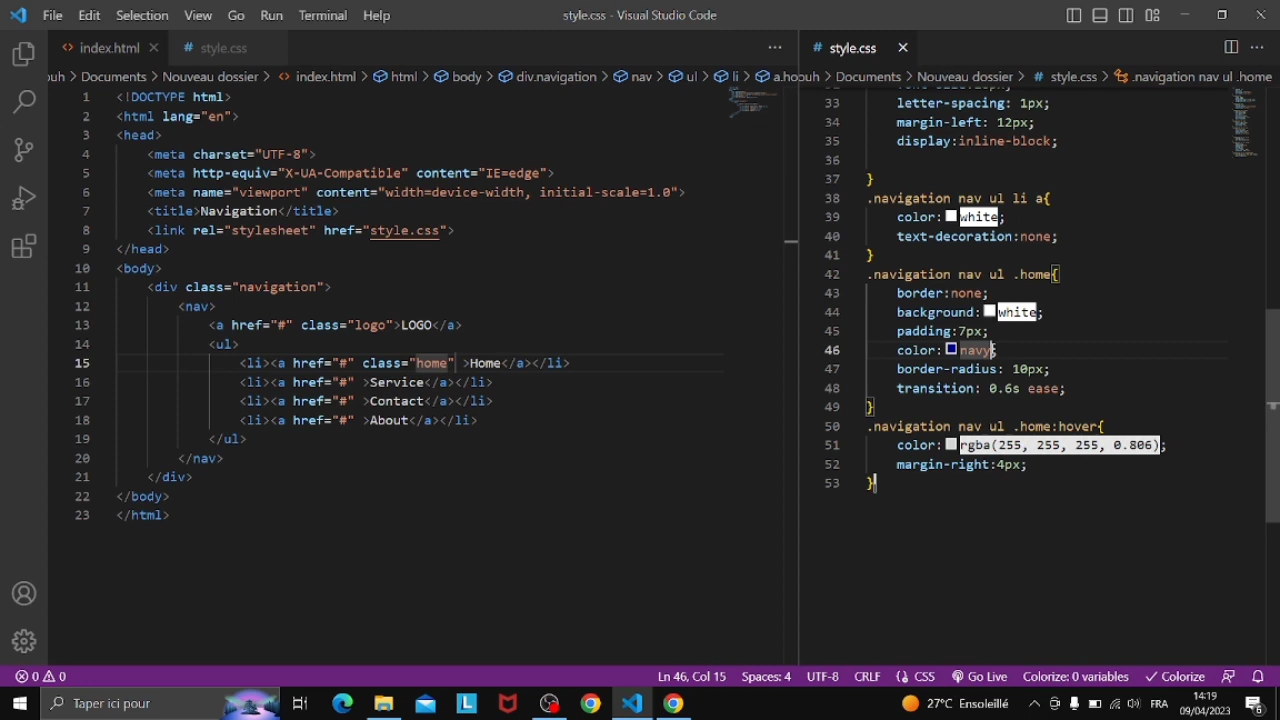 File Edit Selection View Go Run Terminal Help style.css - Visual Studio Code
index.html style.css
ouh > Documents > Nouveau dossier > index.html > html > body > div.navigation > nav > ul > li > a.ho
1 <!DOCTYPE html>
2 <html lang="en">
3 <head>
4 <meta charset="UTF-8">
5 <meta http-equiv="X-UA-Compatible" content="IE=edge">
6 <meta name="viewport" content="width=device-width, initial-scale=1.0">
7 <title>Navigation</title>
8 <link rel="stylesheet" href="style.css">
9 </head>
10 <body>
11 <div class="navigation">
12 <nav>
13 <a href="#" class="logo">LOGO</a>
14 <ul>
15 <li><a href="#" class="home" >Home</a></li>
16 <li><a href="#" >Service</a></li>
17 <li><a href="#" >Contact</a></li>
18 <li><a href="#" >About</a></li>
19 </ul>
20 </nav>
21 </div>
22 </body>
23 </html>
style.css
ouh > Documents > Nouveau dossier > style.css > .navigation nav ul .home
33 letter-spacing: 1px;
34 margin-left: 12px;
35 display:inline-block;
36
37 }
38 .navigation nav ul li a{
39 color:white;
40 text-decoration:none;
41 }
42 .navigation nav ul .home{
43 border:none;
44 background:white;
45 padding:7px;
46 color:navy;
47 border-radius: 10px;
48 transition: 0.6s ease;
49 }
50 .navigation nav ul .home:hover{
51 color:rgba(255, 255, 255, 0.806);
52 margin-right:4px;
53 }
0 0 Ln 46, Col 15 Spaces: 4 UTF-8 CRLF CSS Go Live Colorize: 0 variables Colorize
Taper ici pour 27°C Ensoleillé FRA 14:19
09/04/2023 6